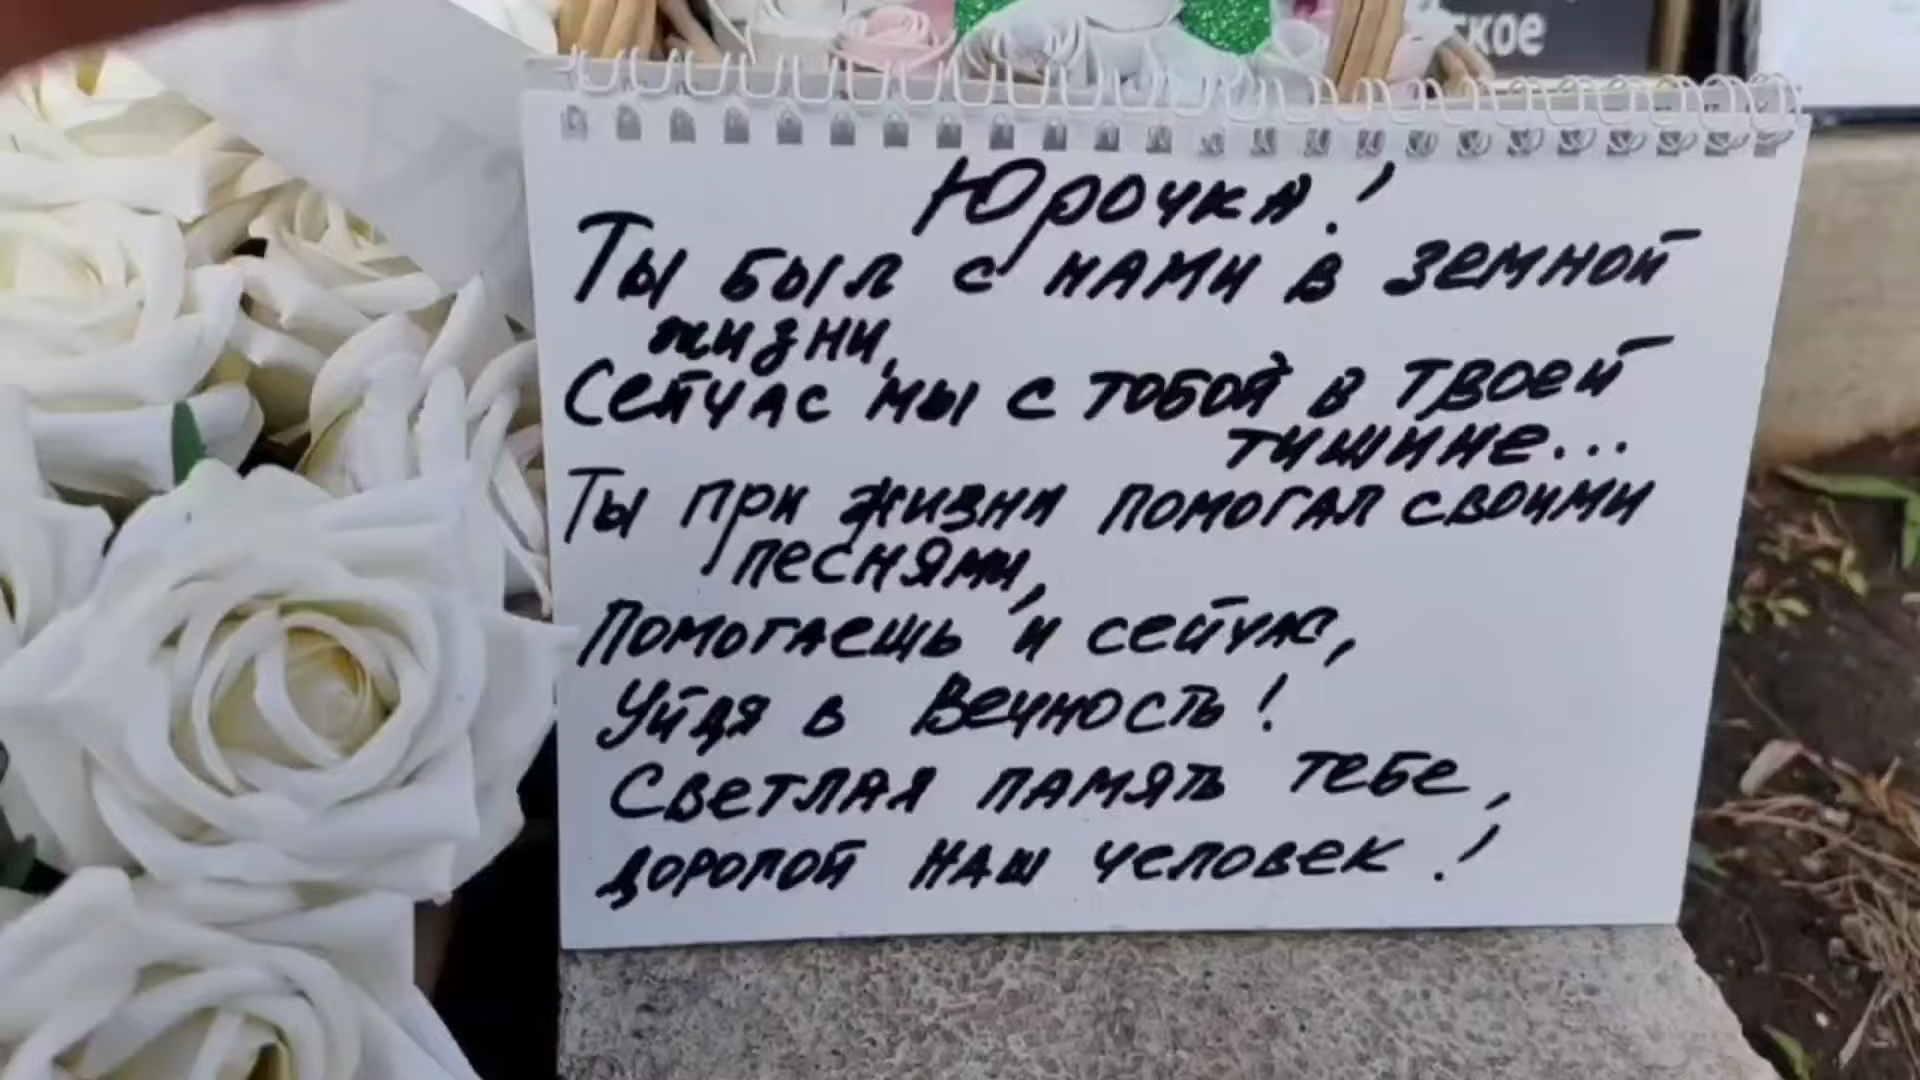 ское
Юрочка!
Ты был с нами в земной
жизни,
Сейчас мы с тобой в твоей
тишине...
Ты при жизни помогал своими
песнями,
Помогаешь и сейчас,
Уйдя в Вечность!
Светлая память тебе,
дорогой наш человек!